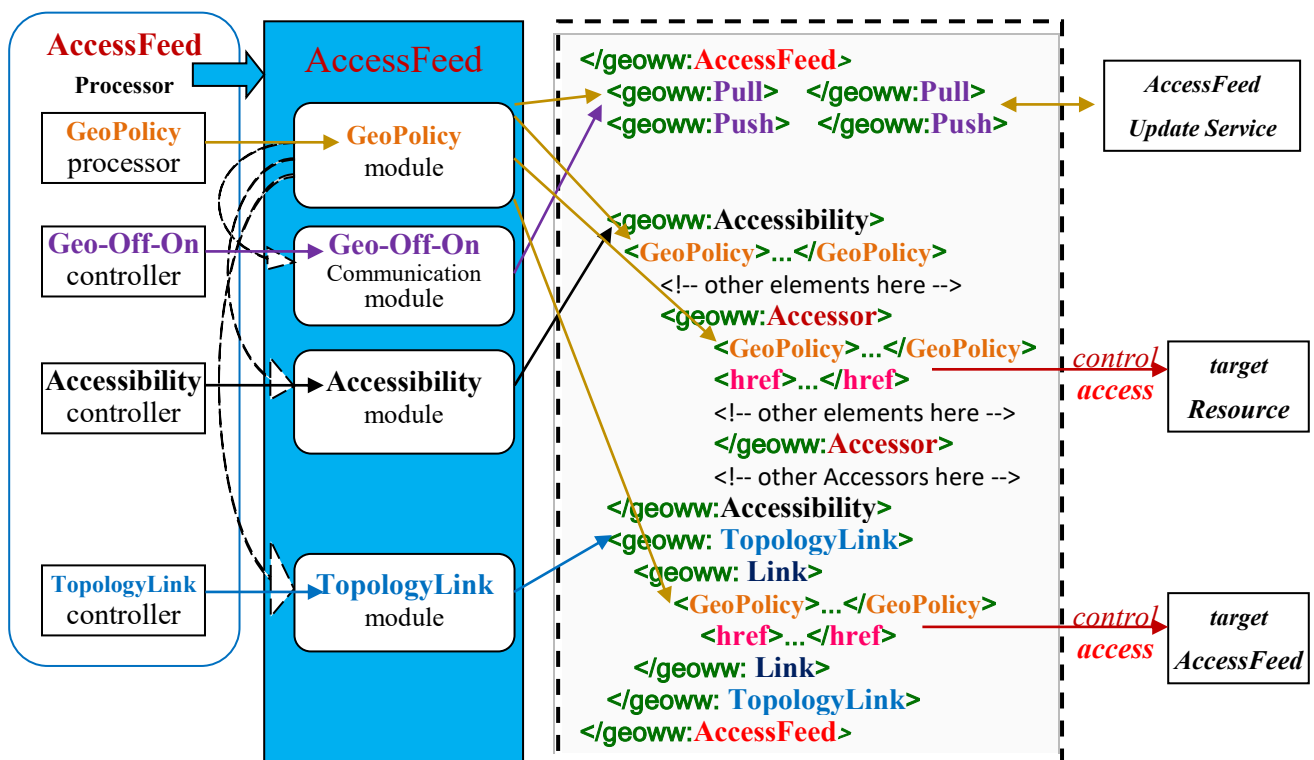 AccessFeed
Processor
GeoPolicy
processor
Geo-Off-On
controller
Accessibility
controller
TopologyLink
controller
AccessFeed
GeoPolicy
module
Geo-Off-On
Communication
module
Accessibility
module
TopologyLink
module
</geoww:AccessFeed>
<geoww:Pull> </geoww:Pull>
<geoww:Push> </geoww:Push>
<geoww:Accessibility>
<GeoPolicy>...</GeoPolicy>
<!-- other elements here -->
<geoww:Accessor>
<GeoPolicy>...</GeoPolicy>
<href>...</href>
<!-- other elements here -->
</geoww:Accessor>
<!-- other Accessors here -->
</geoww:Accessibility>
<geoww: TopologyLink>
<geoww: Link>
<GeoPolicy>...</GeoPolicy>
<href>...</href>
</geoww: Link>
</geoww: TopologyLink>
</geoww:AccessFeed>
AccessFeed
Update Service
control
access
target
Resource
control
access
target
AccessFeed